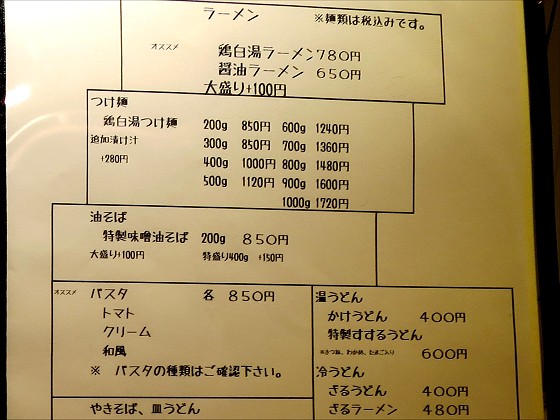 ラーメン ※麺類は税込みです。
オススメ 鶏白湯ラーメン780円
醤油ラーメン 650円
大盛り+100円
つけ麺
鶏白湯つけ麺 200g 850円 600g 1240円
追加漬け汁 300g 850円 700g 1360円
+280円 400g 1000円 800g 1480円
500g 1120円 900g 1600円
1000g 1720円
油そば
特製味噌油そば 200g 850円
大盛り+100円 特盛り400g +150円
オススメ パスタ 各 850円
トマト
クリーム
和風
※ パスタの種類はご確認下さい。
やきそば、皿うどん
温うどん
かけうどん 400円
特製すするうどん
※きつね、わかめ、たまご入り 600円
冷うどん
ざるうどん 400円
ざるラーメン 480円